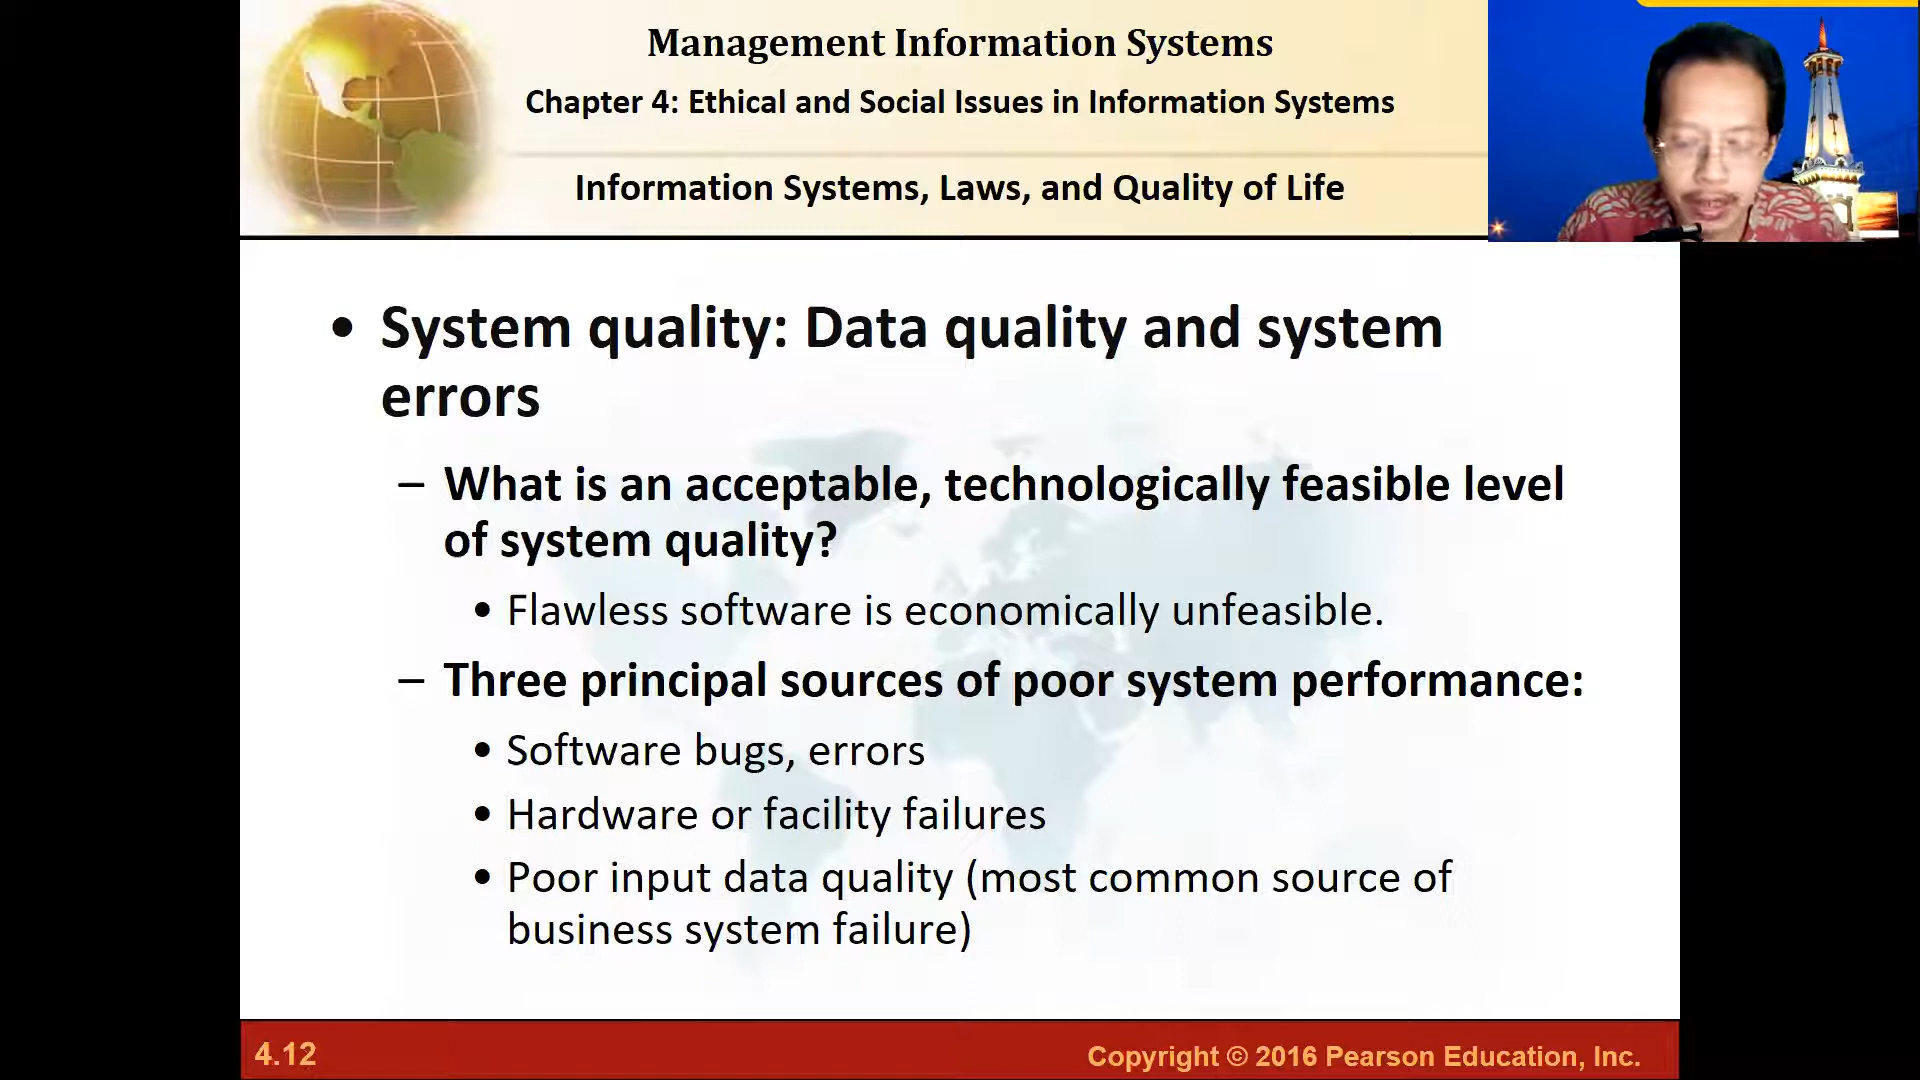 Management Information Systems
Chapter 4: Ethical and Social Issues in Information Systems
Information Systems, Laws, and Quality of Life
• System quality: Data quality and system
errors
– What is an acceptable, technologically feasible level
of system quality?
• Flawless software is economically unfeasible.
– Three principal sources of poor system performance:
• Software bugs, errors
• Hardware or facility failures
• Poor input data quality (most common source of
business system failure)
4.12
Copyright © 2016 Pearson Education, Inc.